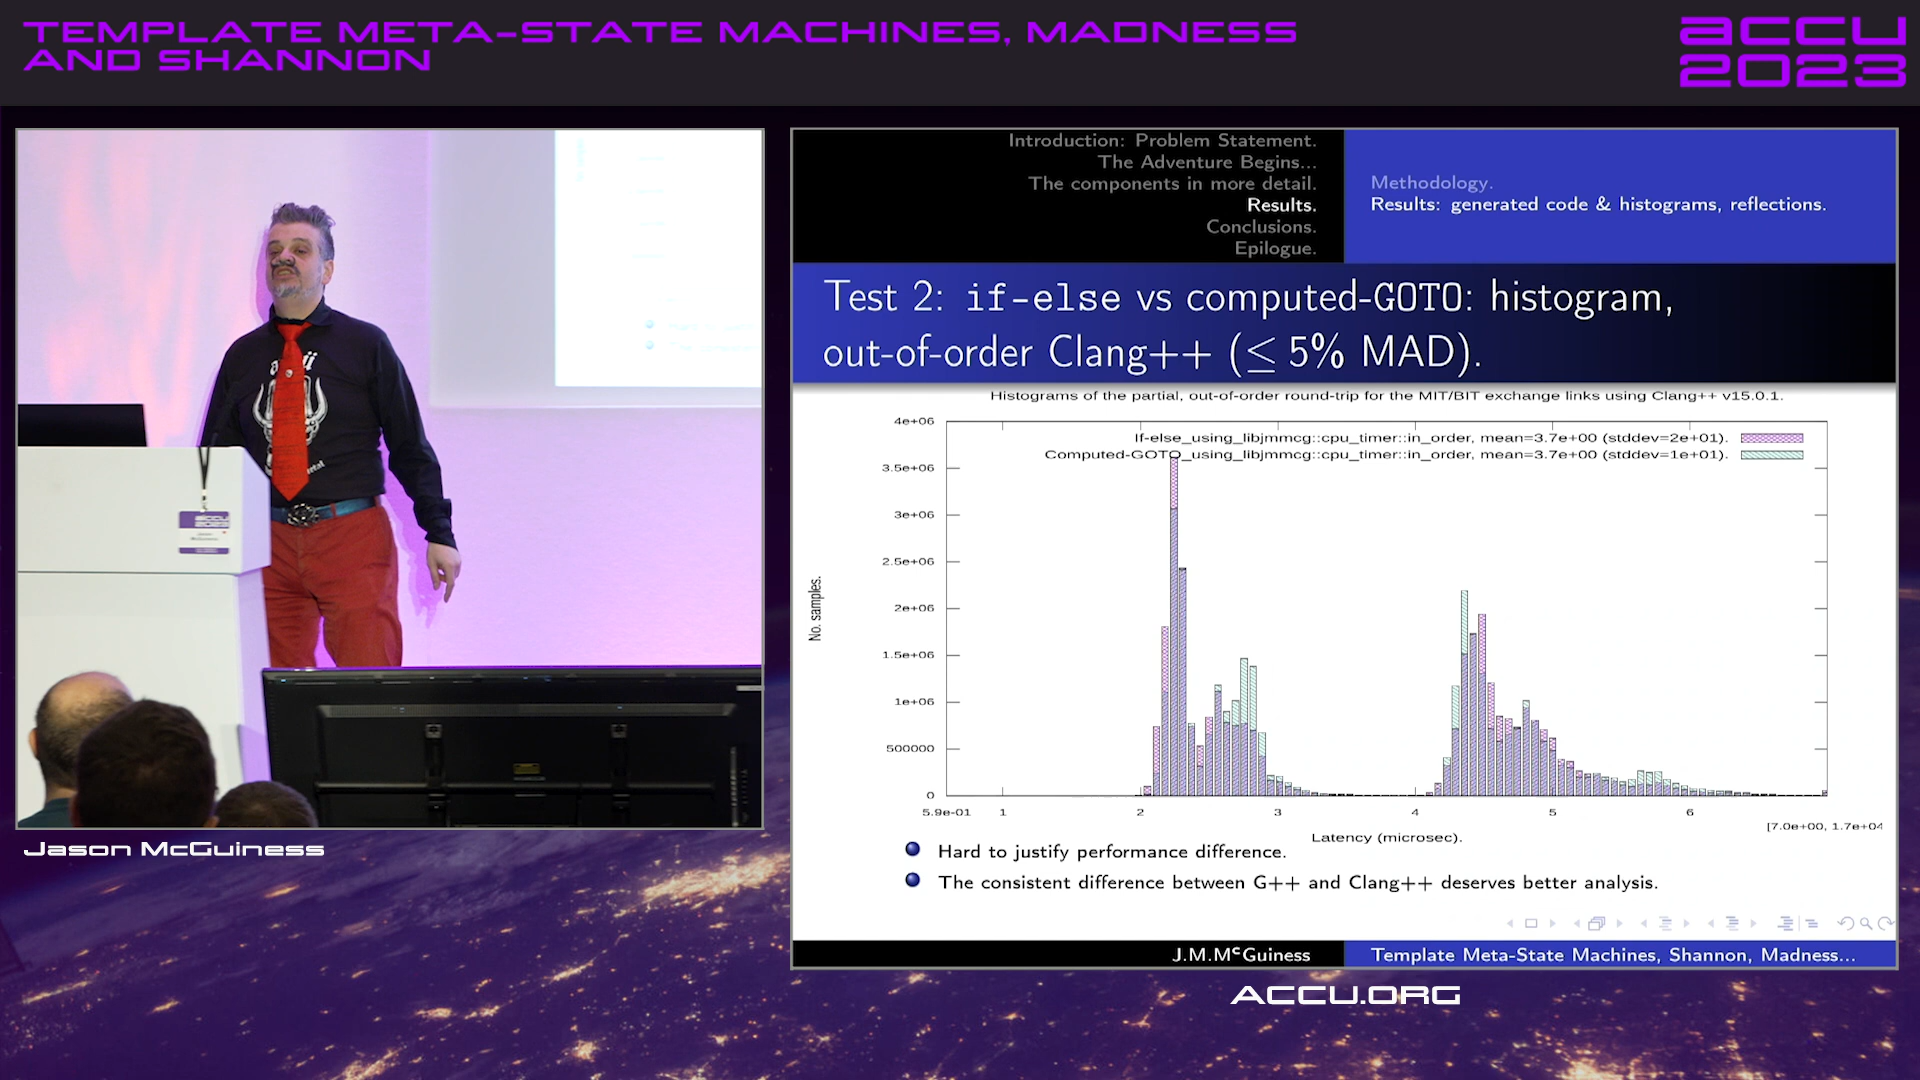 TEMPLATE META-STATE MACHINES, MADNESS
AND SHANNON
ACCU
2023
Jason McGuiness
Introduction: Problem Statement.
The Adventure Begins...
The components in more detail.
Results.
Conclusions.
Epilogue.
Methodology.
Results: generated code & histograms, reflections.
Test 2: if-else vs computed-GOTO: histogram,
out-of-order Clang++ (≤ 5% MAD).
Histograms of the partial, out-of-order round-trip for the MIT/BIT exchange links using Clang++ v15.0.1.
If-else_using_libjmmcg::cpu_timer::in_order, mean=3.7e+00 (stddev=2e+01).
Computed-GOTO_using_libjmmcg::cpu_timer::in_order, mean=3.7e+00 (stddev=1e+01).
4e+06
3.5e+06
3e+06
2.5e+06
2e+06
1.5e+06
1e+06
500000
0
No. samples.
5.9e-01 1 2 3 4 5 6
[7.0e+00, 1.7e+04
Latency (microsec).
Hard to justify performance difference.
The consistent difference between G++ and Clang++ deserves better analysis.
J.M.McGuiness
Template Meta-State Machines, Shannon, Madness...
ACCU.ORG